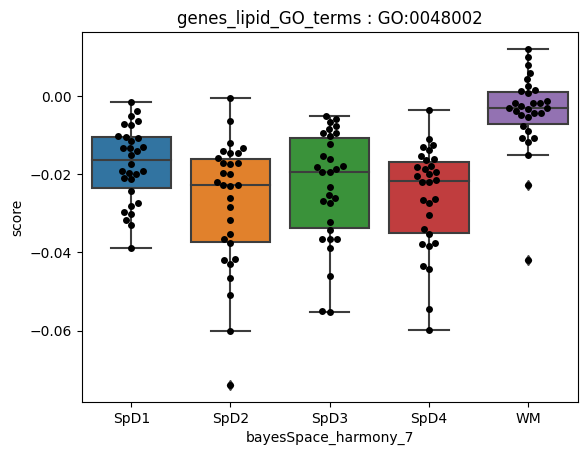 genes_lipid_GO_terms : GO:0048002
0.00
−0.02
−0.04
−0.06
score
SpD1 SpD2 SpD3 SpD4 WM
bayesSpace_harmony_7